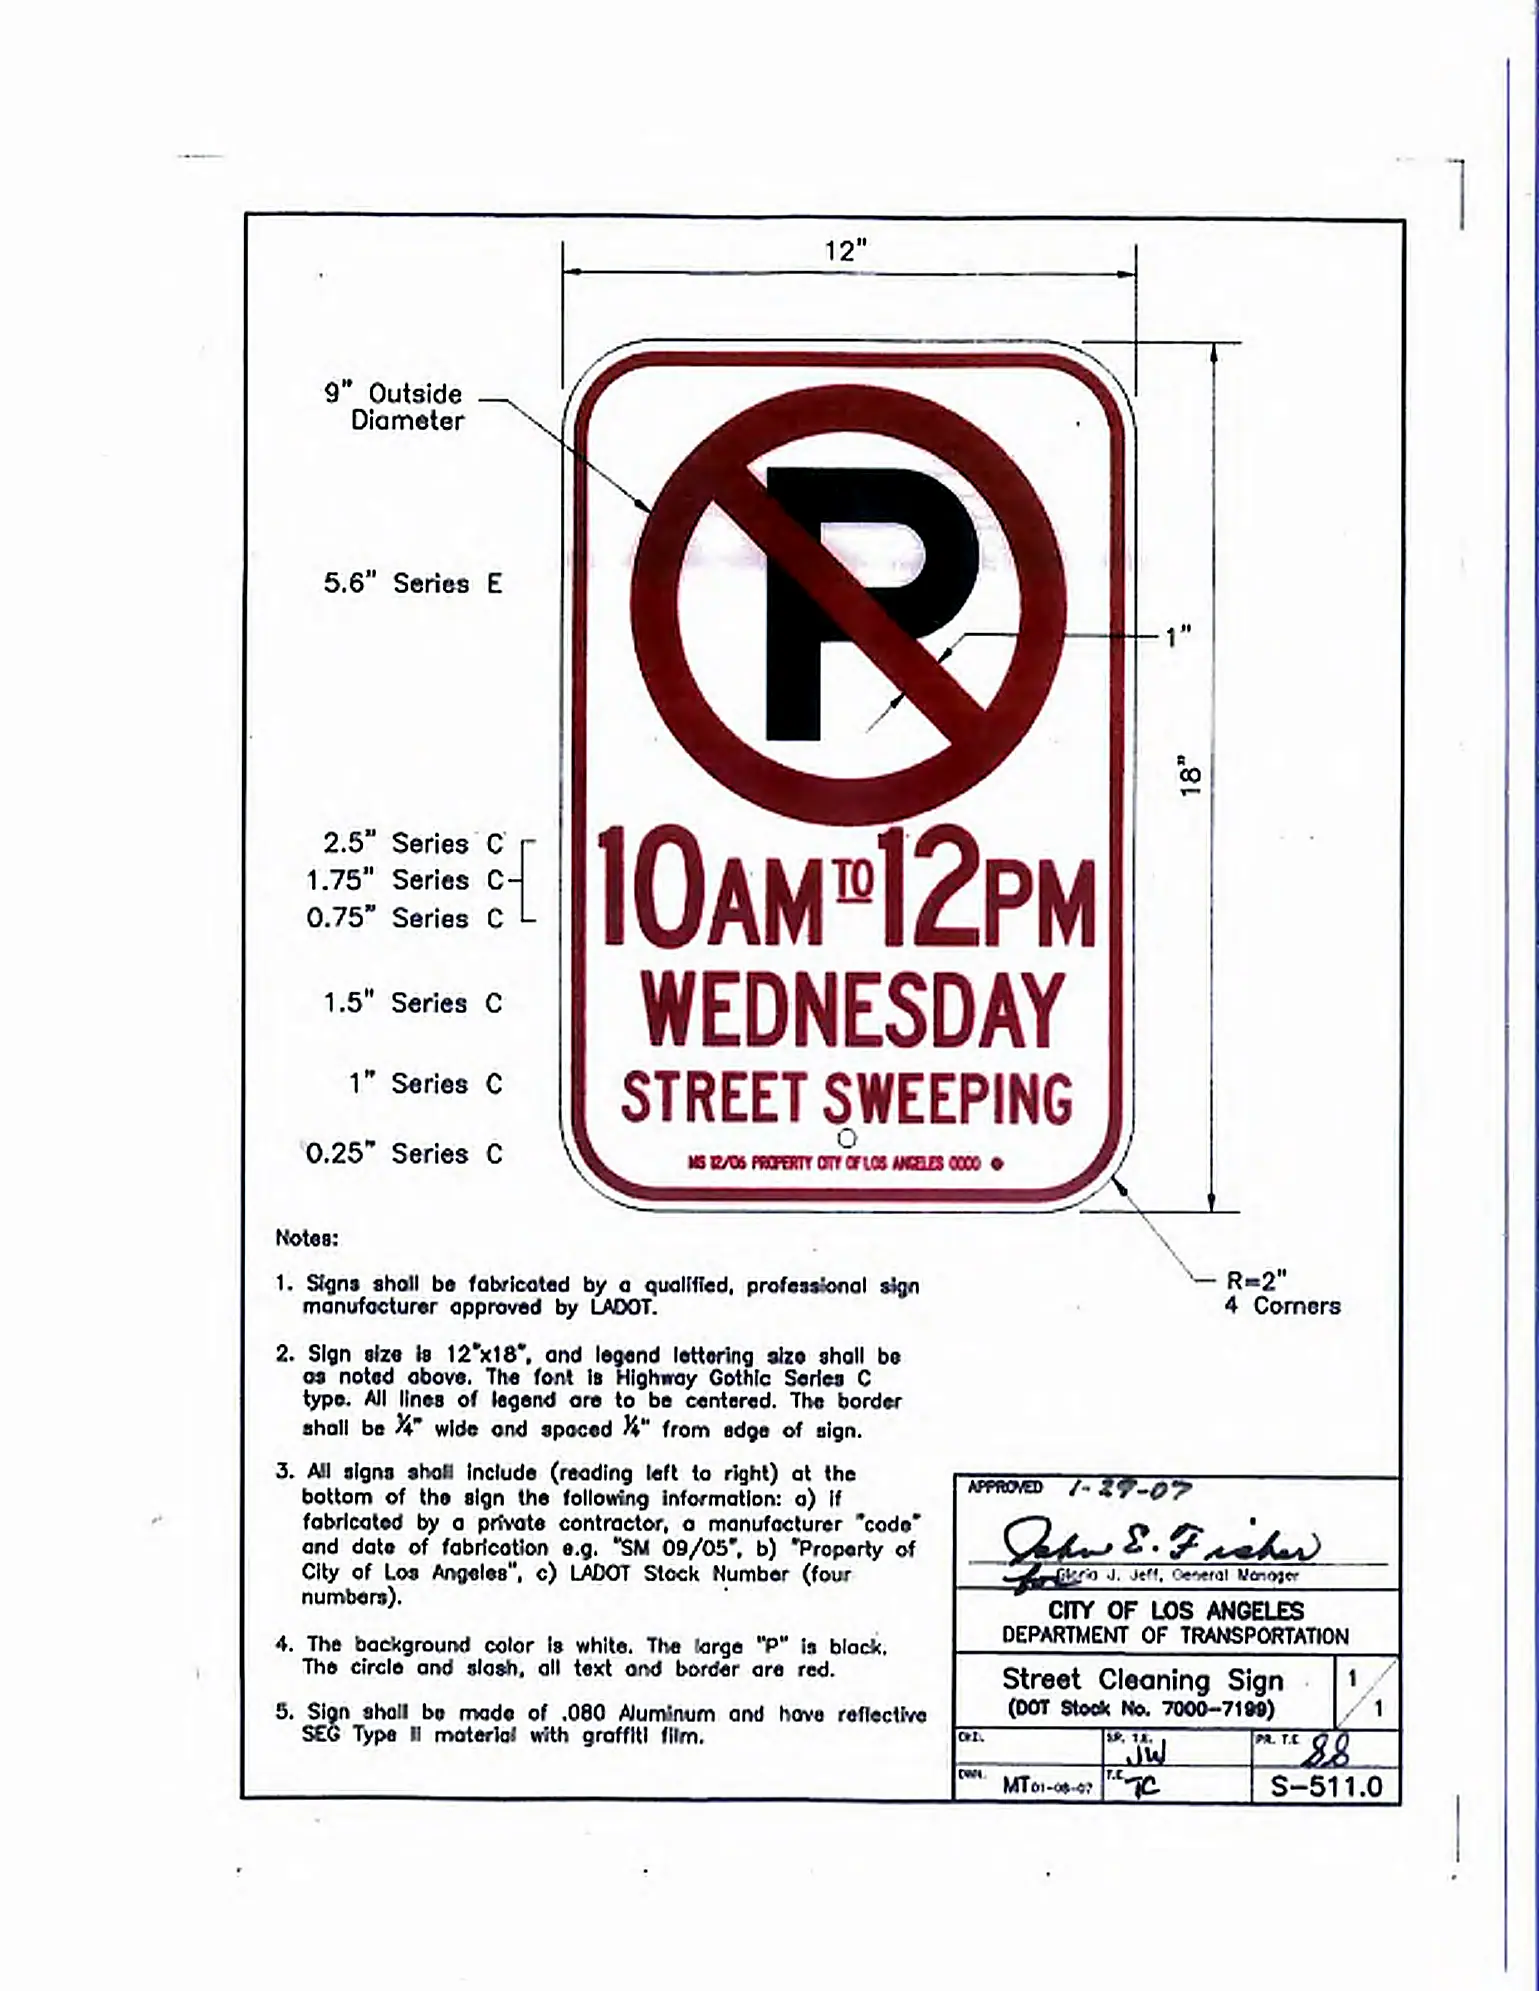 12"
9" Outside
Diameter
5.6" Series E
1"
18"
2.5" Series C
1.75" Series C
0.75" Series C
10AM TO 12PM
1.5" Series C
WEDNESDAY
1" Series C
STREET SWEEPING
0.25" Series C
MS 12/06 PROPERTY CITY OF LOS ANGELES 0000
R=2"
4 Corners
Notes:
1. Signs shall be fabricated by a qualified, professional sign
manufacturer approved by LADOT.
2. Sign size is 12"x18", and legend lettering size shall be
as noted above. The font is Highway Gothic Series C
type. All lines of legend are to be centered. The border
shall be ¼" wide and spaced ¼" from edge of sign.
3. All signs shall include (reading left to right) at the
bottom of the sign the following information: a) if
fabricated by a private contractor, a manufacturer "code"
and date of fabrication e.g. "SM 09/05", b) "Property of
City of Los Angeles", c) LADOT Stock Number (four
numbers).
4. The background color is white. The large "P" is black.
The circle and slash, all text and border are red.
5. Sign shall be made of .080 Aluminum and have reflective
SEG Type II material with graffiti film.
APPROVED 1-29-07
John E. Fisher
for Gloria J. Jeff, General Manager
CITY OF LOS ANGELES
DEPARTMENT OF TRANSPORTATION
Street Cleaning Sign 1/1
(DOT Stock No. 7000-7199)
SR. T.E. JW PR. T.E
DWN. MT 01-08-07 T.E. TC S-511.0